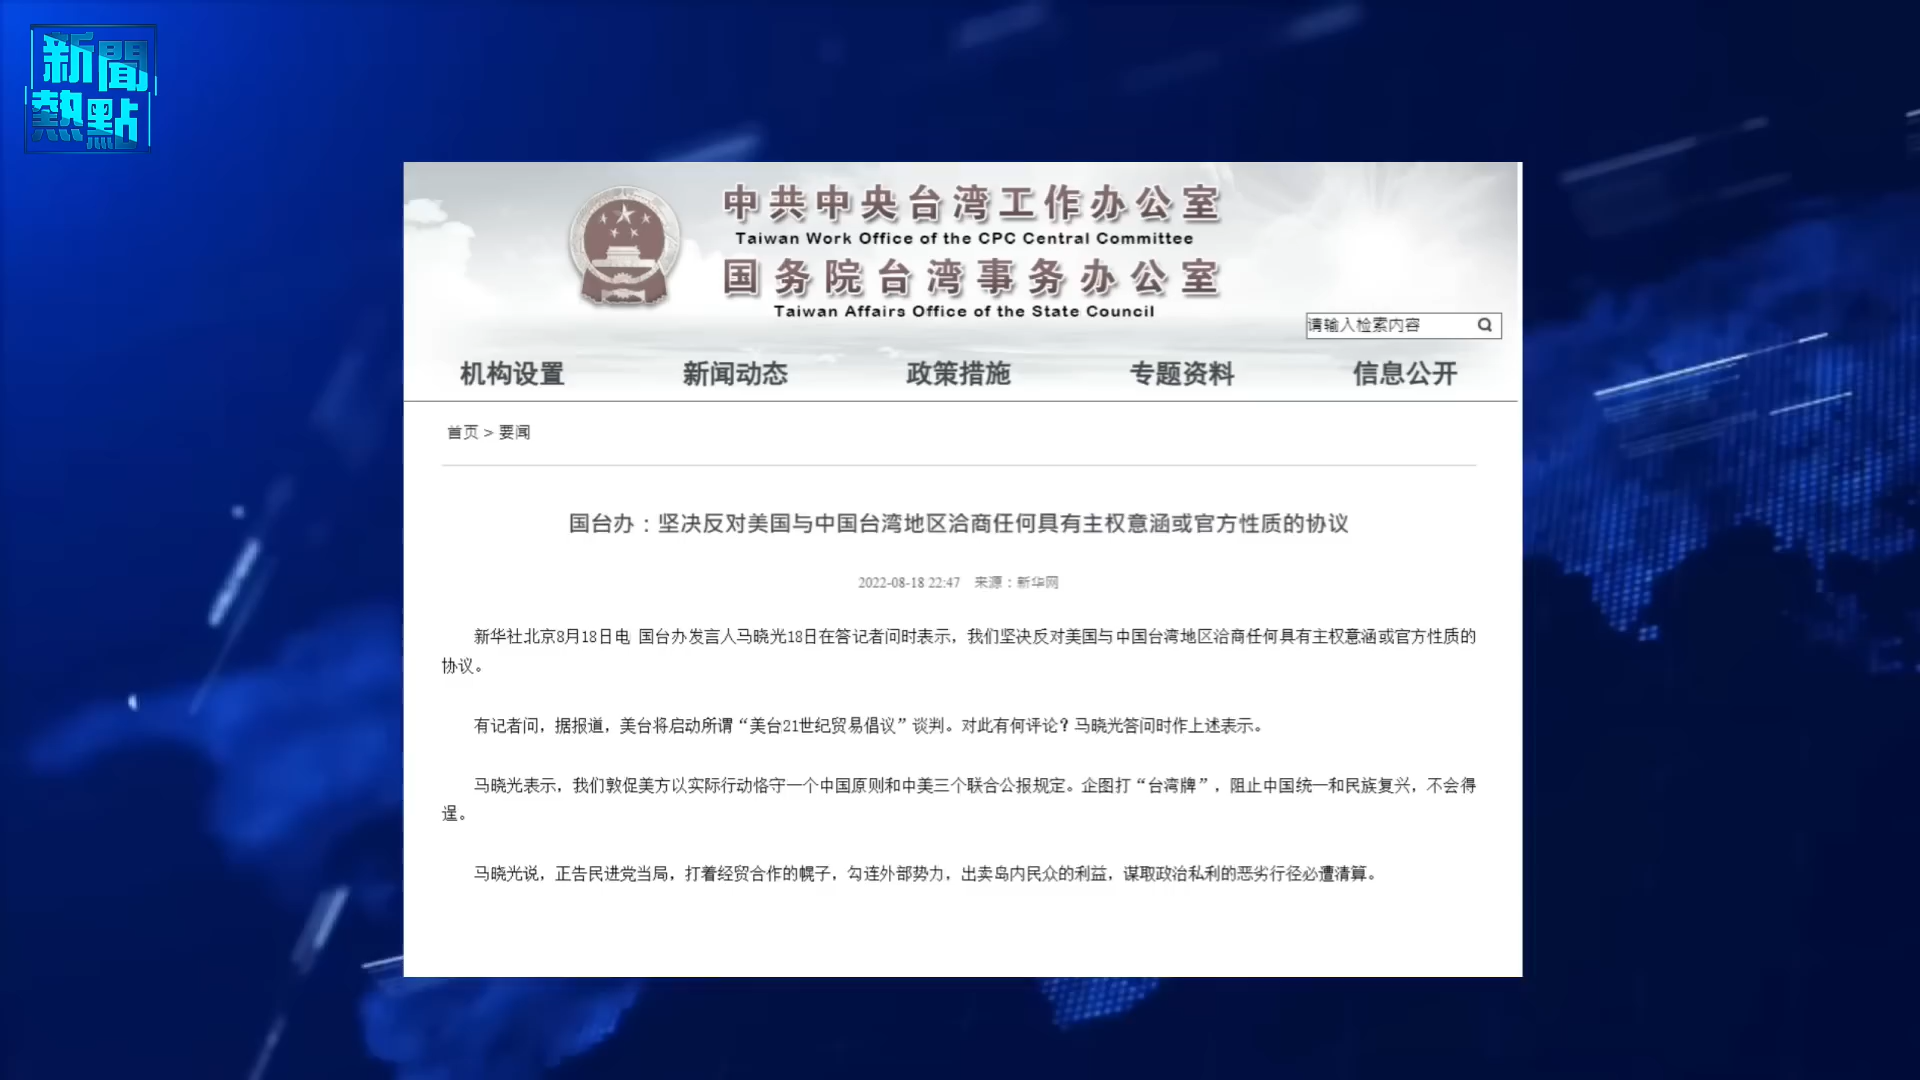 新聞
熱點
中共中央台湾工作办公室
Taiwan Work Office of the CPC Central Committee
国务院台湾事务办公室
Taiwan Affairs Office of the State Council
请输入检索内容
机构设置 新闻动态 政策措施 专题资料 信息公开
首页 > 要闻
国台办：坚决反对美国与中国台湾地区洽商任何具有主权意涵或官方性质的协议
2022-08-18 22:47 来源：新华网
新华社北京8月18日电 国台办发言人马晓光18日在答记者问时表示，我们坚决反对美国与中国台湾地区洽商任何具有主权意涵或官方性质的
协议。
有记者问，据报道，美台将启动所谓“美台21世纪贸易倡议”谈判。对此有何评论？马晓光答问时作上述表示。
马晓光表示，我们敦促美方以实际行动恪守一个中国原则和中美三个联合公报规定。企图打“台湾牌”，阻止中国统一和民族复兴，不会得
逞。
马晓光说，正告民进党当局，打着经贸合作的幌子，勾连外部势力，出卖岛内民众的利益，谋取政治私利的恶劣行径必遭清算。